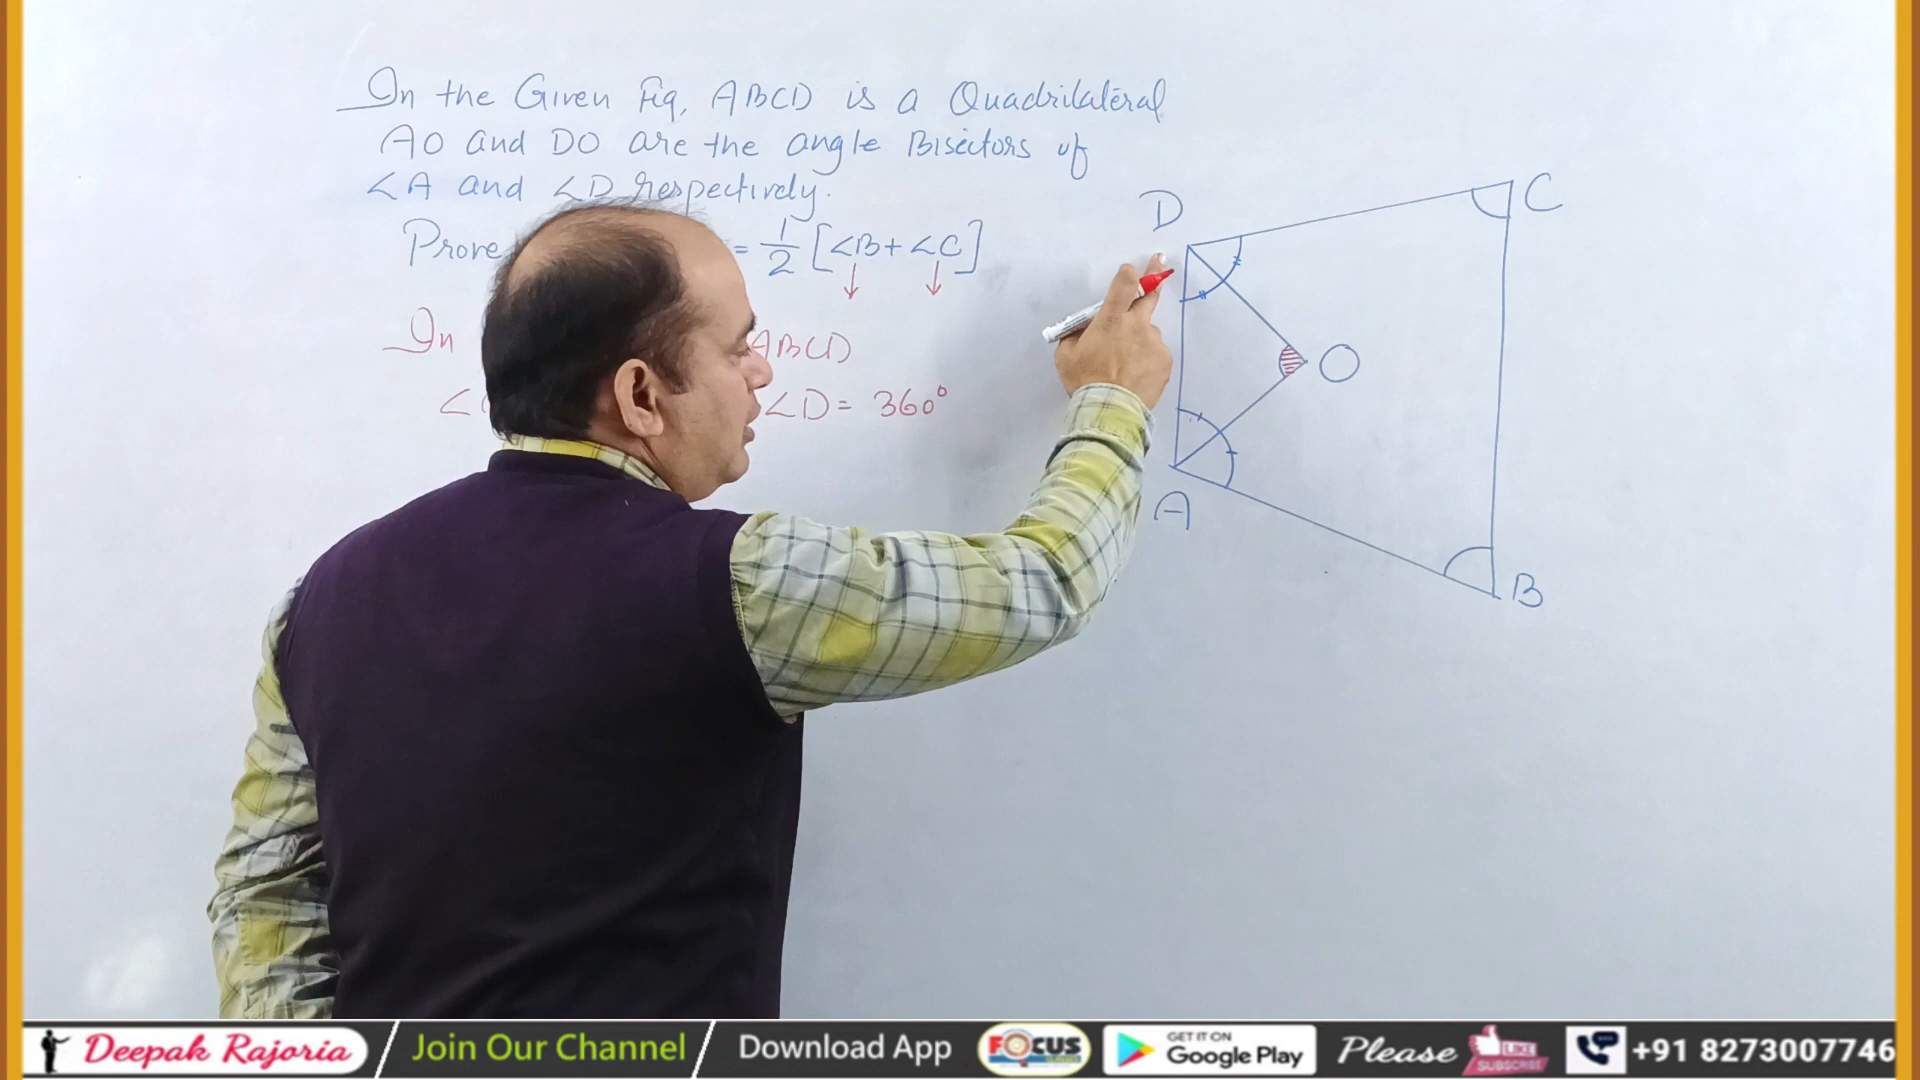 In the Given Fig, ABCD is a Quadrilateral
AO and DO are the angle Bisectors of
∠A and ∠D respectively.
Prove = 1/2 [∠B + ∠C]
In ABCD
∠D = 360°
D
C
O
A
B
Deepak Rajoria
Join Our Channel
Download App
FOCUS
GET IT ON
Google Play
Please
LIKE
SUBSCRIBE
+91 8273007746